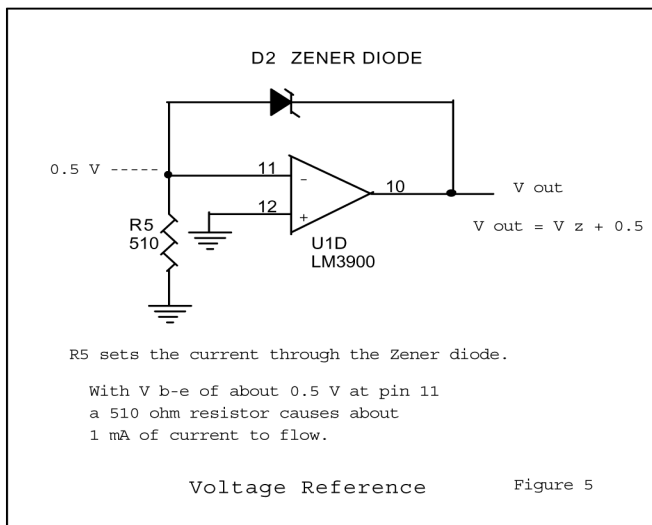 D2 ZENER DIODE
0.5 V -----
11
-
10
V out
12
+
R5
510
V out = V z + 0.5
U1D
LM3900
R5 sets the current through the Zener diode.
With V b-e of about 0.5 V at pin 11
a 510 ohm resistor causes about
1 mA of current to flow.
Voltage Reference
Figure 5